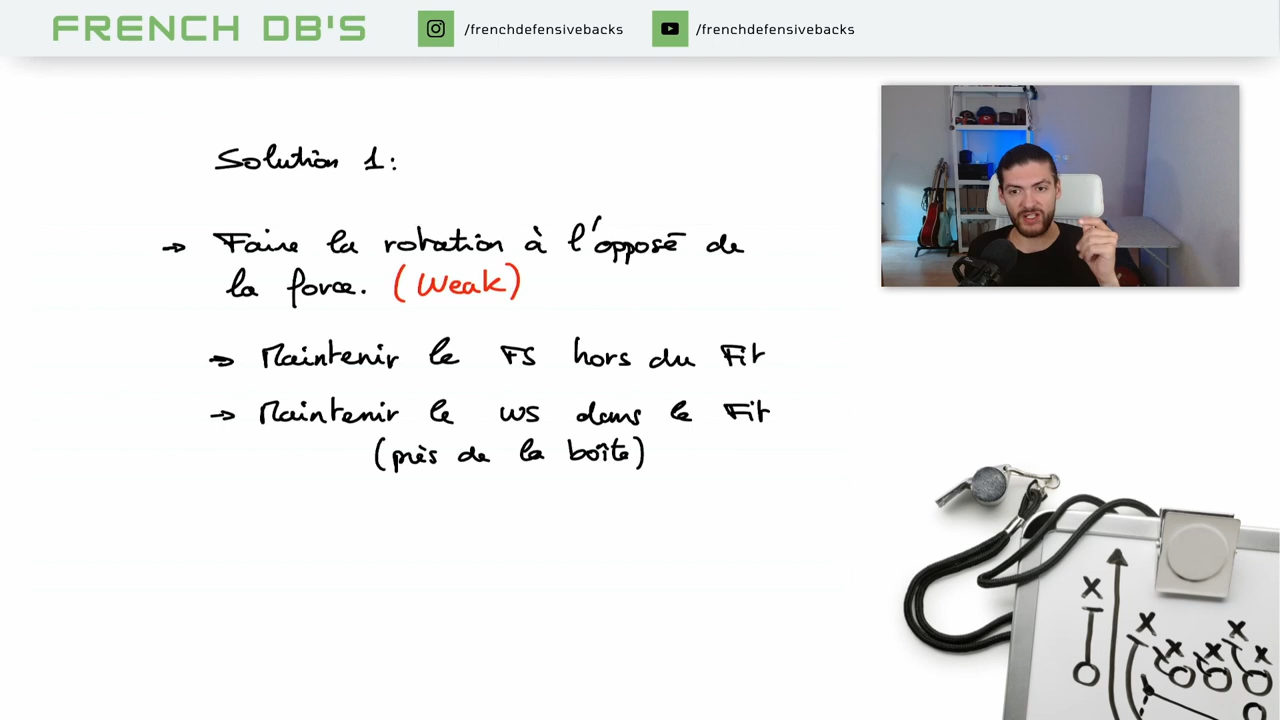 FRENCH DB'S
/frenchdefensivebacks
/frenchdefensivebacks
Solution 1:
→ Faire la rotation à l'opposé de
la force. (Weak)
→ Maintenir le FS hors du Fit
→ Maintenir le WS dans le Fit
(près de la boîte)
X
X
X
X
X
X